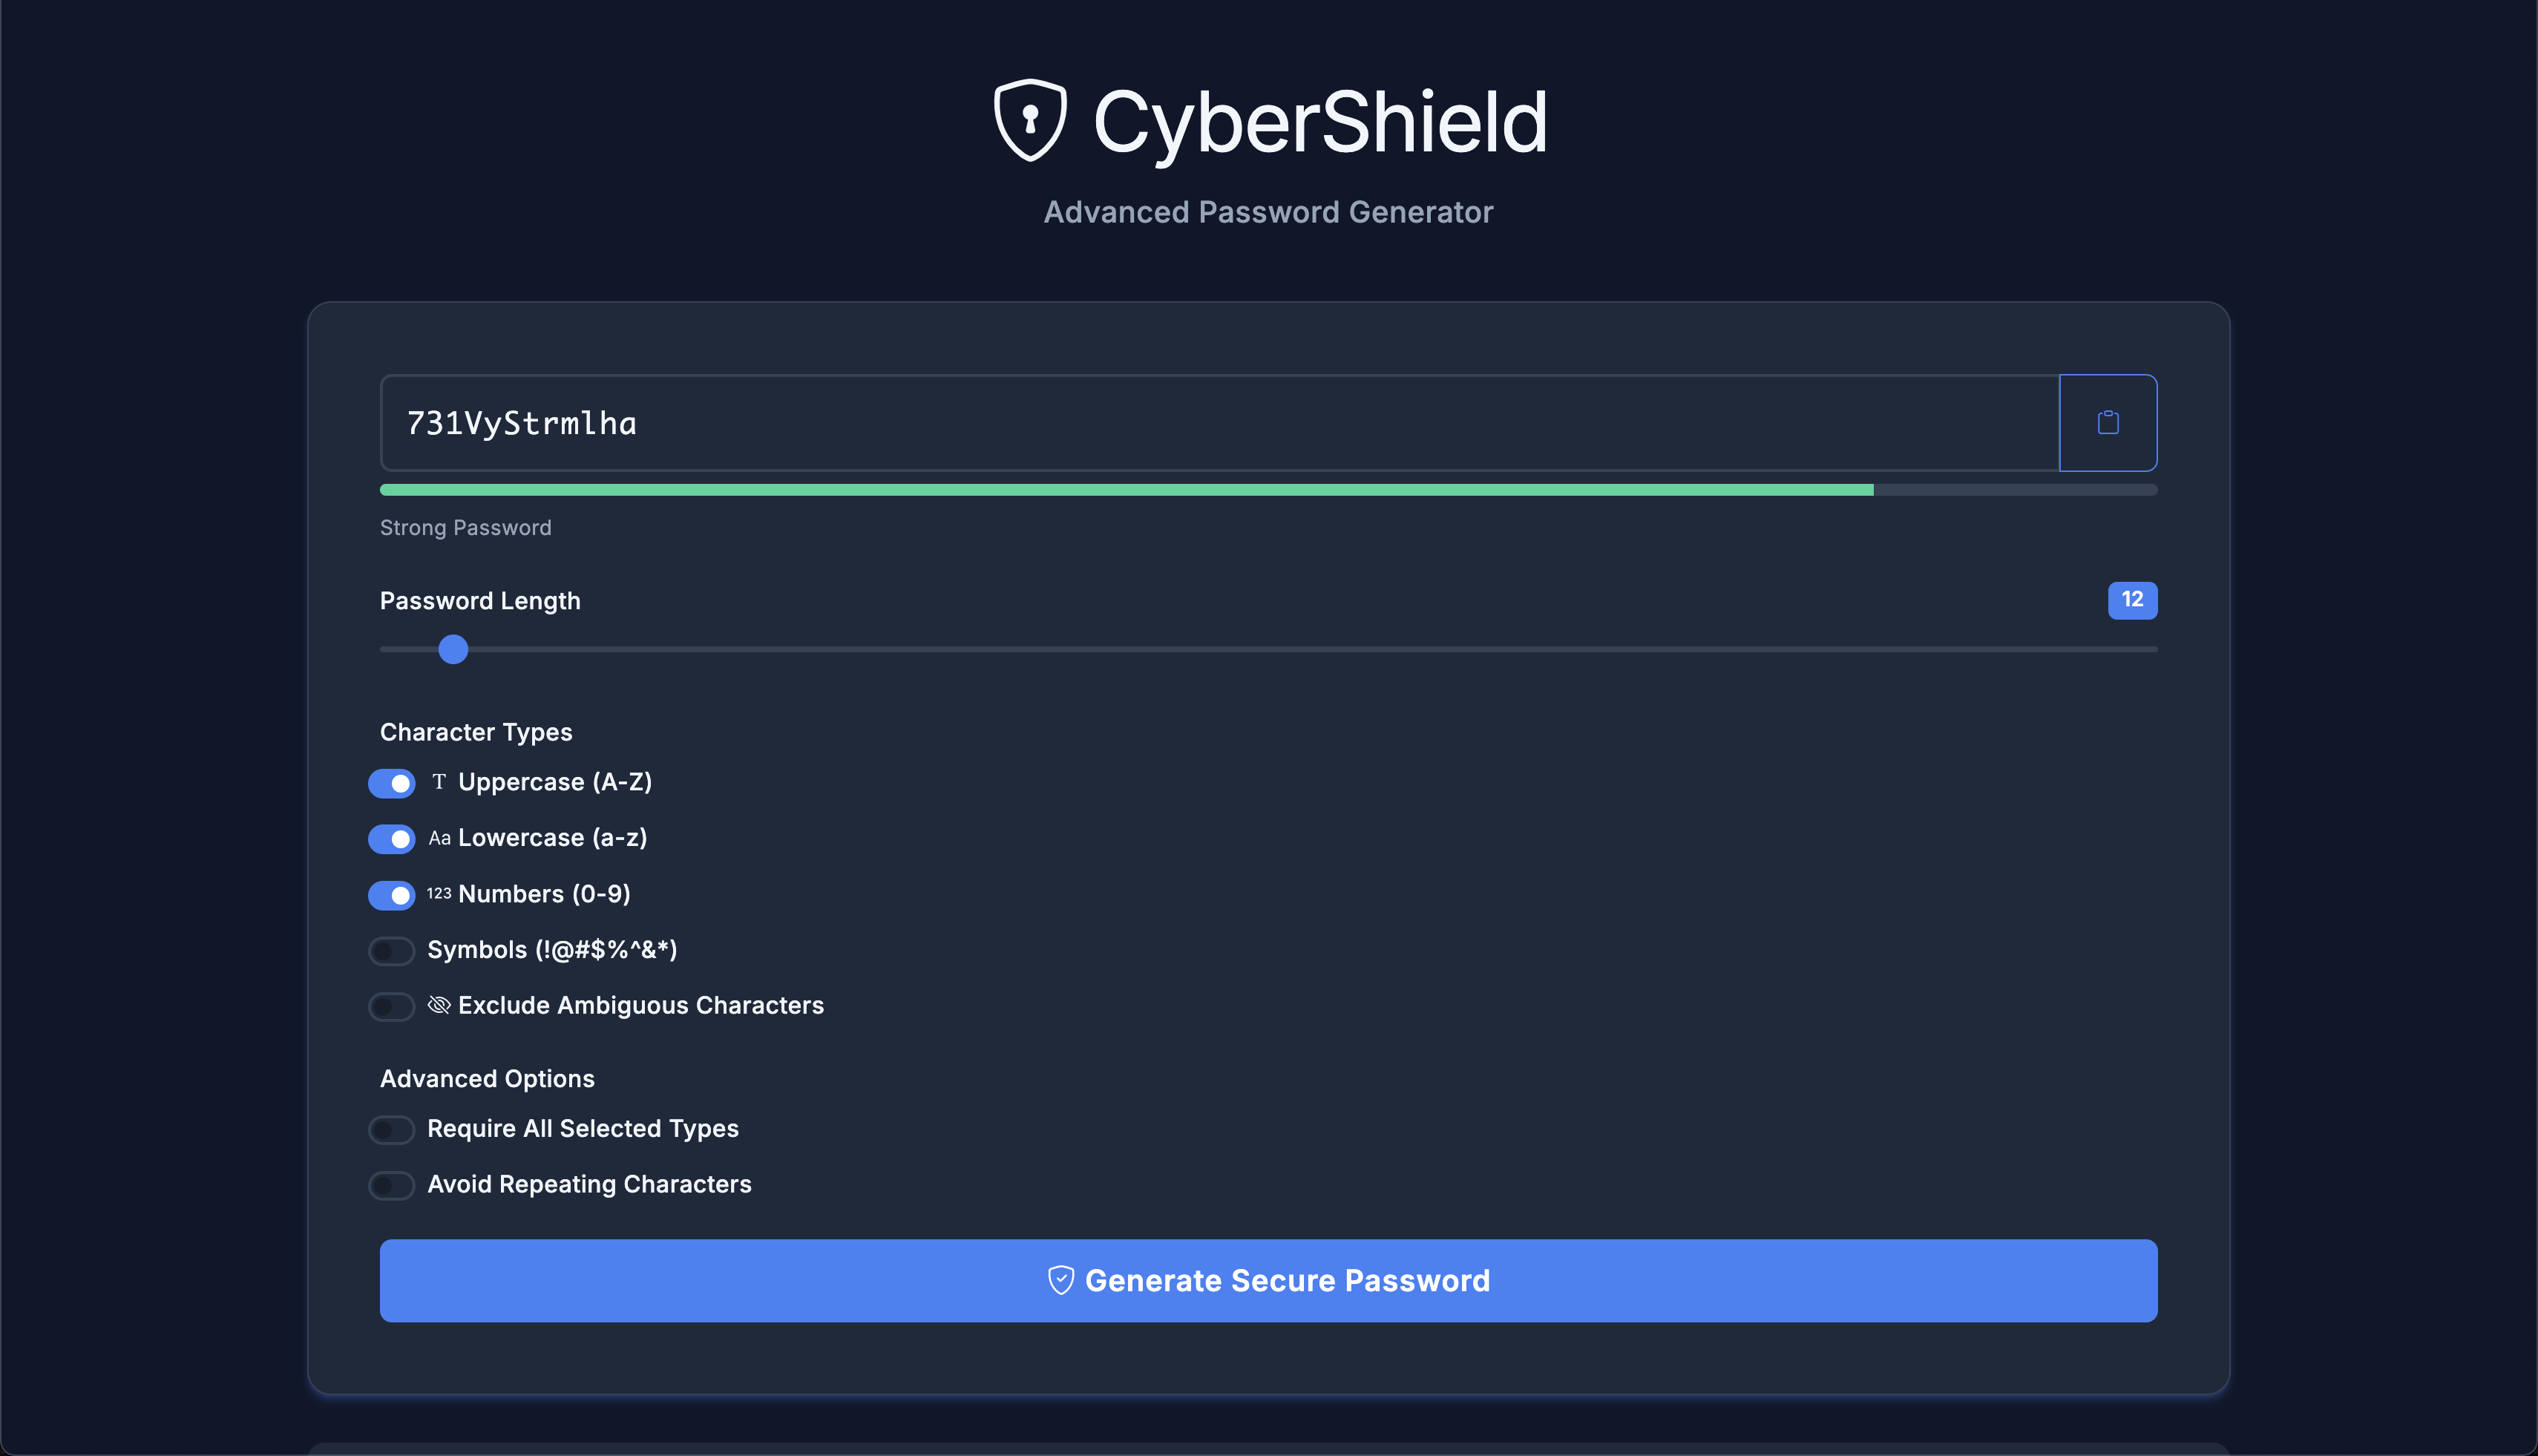 CyberShield
Advanced Password Generator
731VyStrmlha
Strong Password
Password Length
12
Character Types
T Uppercase (A-Z)
Aa Lowercase (a-z)
123 Numbers (0-9)
Symbols (!@#$%^&*)
Exclude Ambiguous Characters
Advanced Options
Require All Selected Types
Avoid Repeating Characters
Generate Secure Password